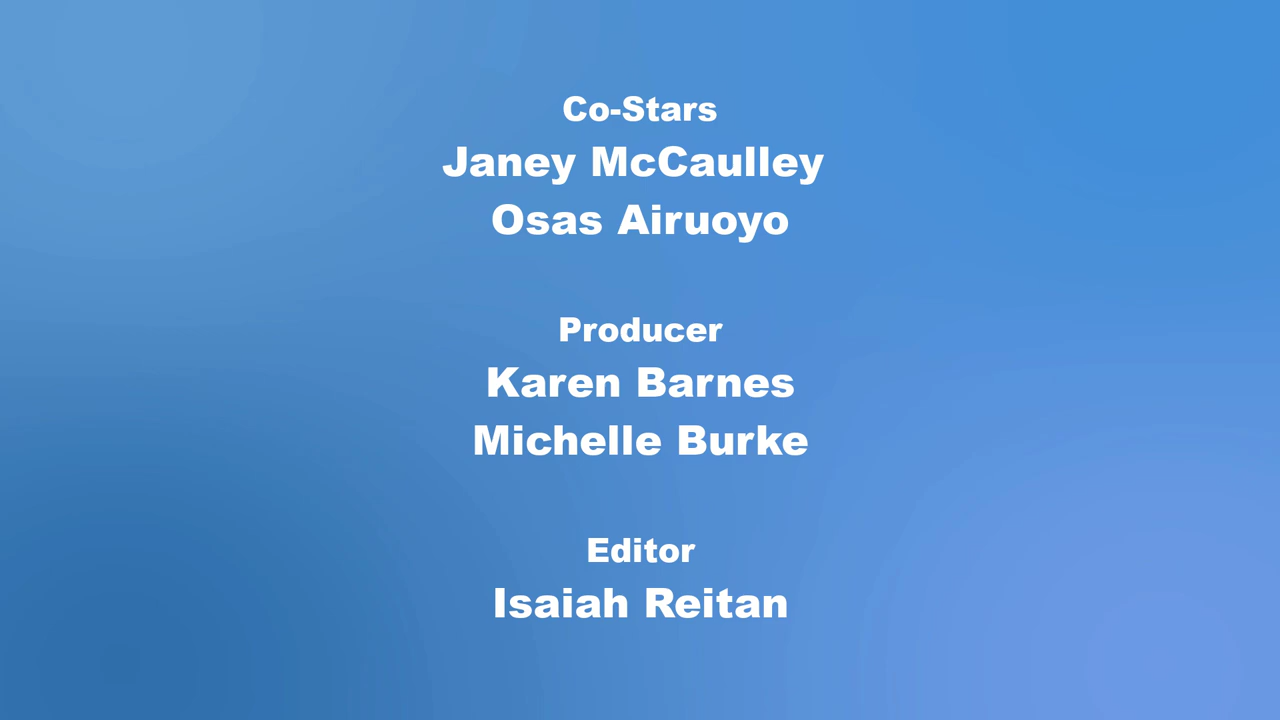 Co-Stars
Janey McCaulley
Osas Airuoyo
Producer
Karen Barnes
Michelle Burke
Editor
Isaiah Reitan